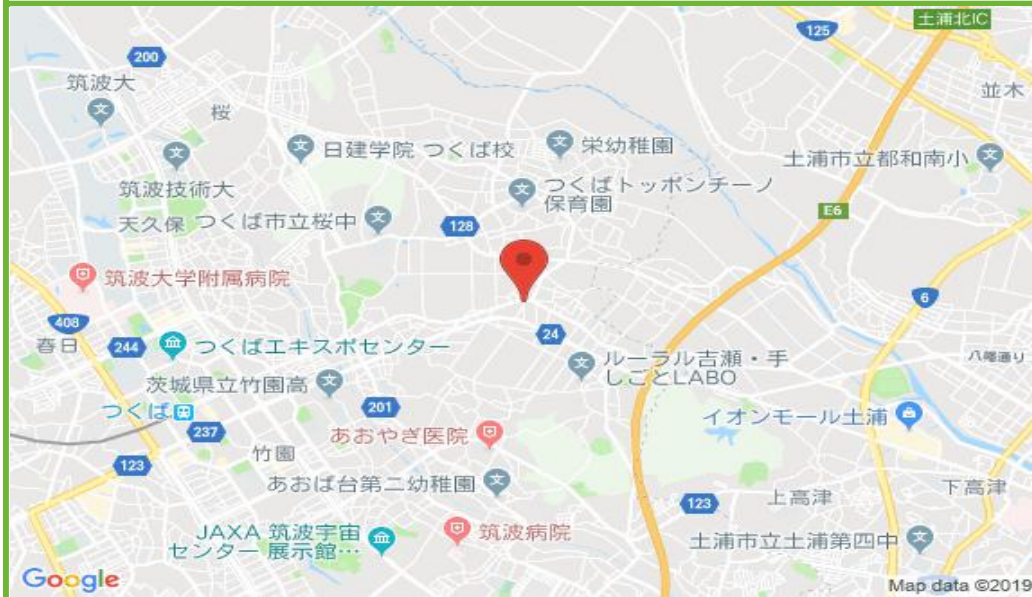 土浦北IC
125
200
筑波大
並木
桜
日建学院 つくば校
栄幼稚園
土浦市立都和南小
筑波技術大
つくばトッポンチーノ
保育園
天久保
つくば市立桜中
128
E6
筑波大学附属病院
6
408
春日
244
つくばエキスポセンター
24
八幡通り
ルーラル吉瀬・手
しごとLABO
茨城県立竹園高
つくば
201
イオンモール土浦
237
あおやぎ医院
竹園
123
あおば台第二幼稚園
123
上高津
下高津
JAXA 筑波宇宙
センター 展示館…
筑波病院
土浦市立土浦第四中
Google
Map data ©2019